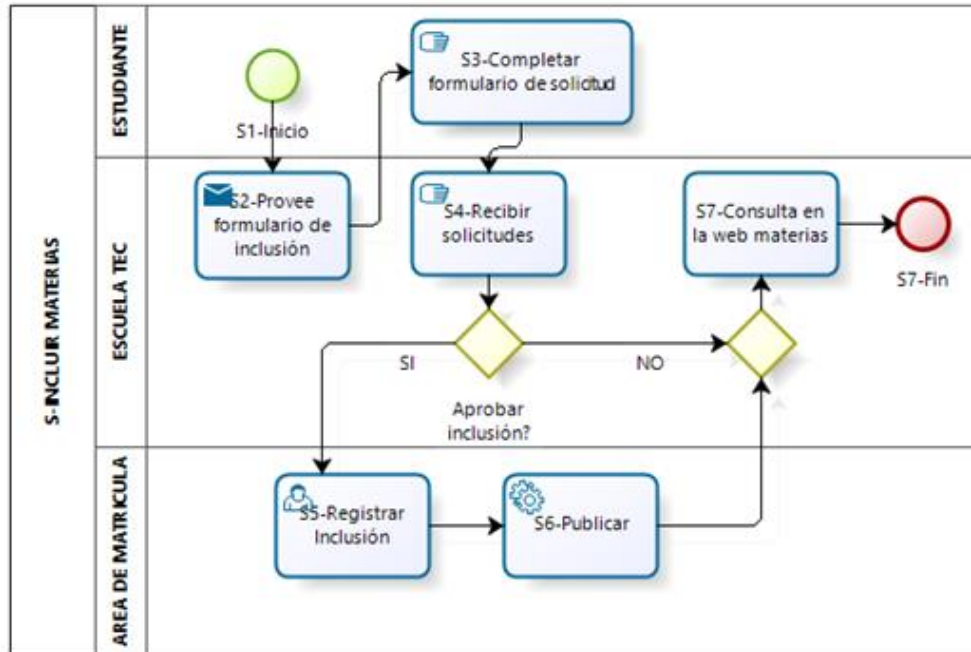 S-INCLUIR MATERIAS
ESTUDIANTE
S1-Inicio
S3-Completar
formulario de solicitud
ESCUELA TEC
S2-Provee
formulario de
inclusión
S4-Recibir
solicitudes
S7-Consulta en
la web materias
S7-Fin
SI
NO
Aprobar
inclusión?
AREA DE MATRICULA
S5-Registrar
Inclusión
S6-Publicar